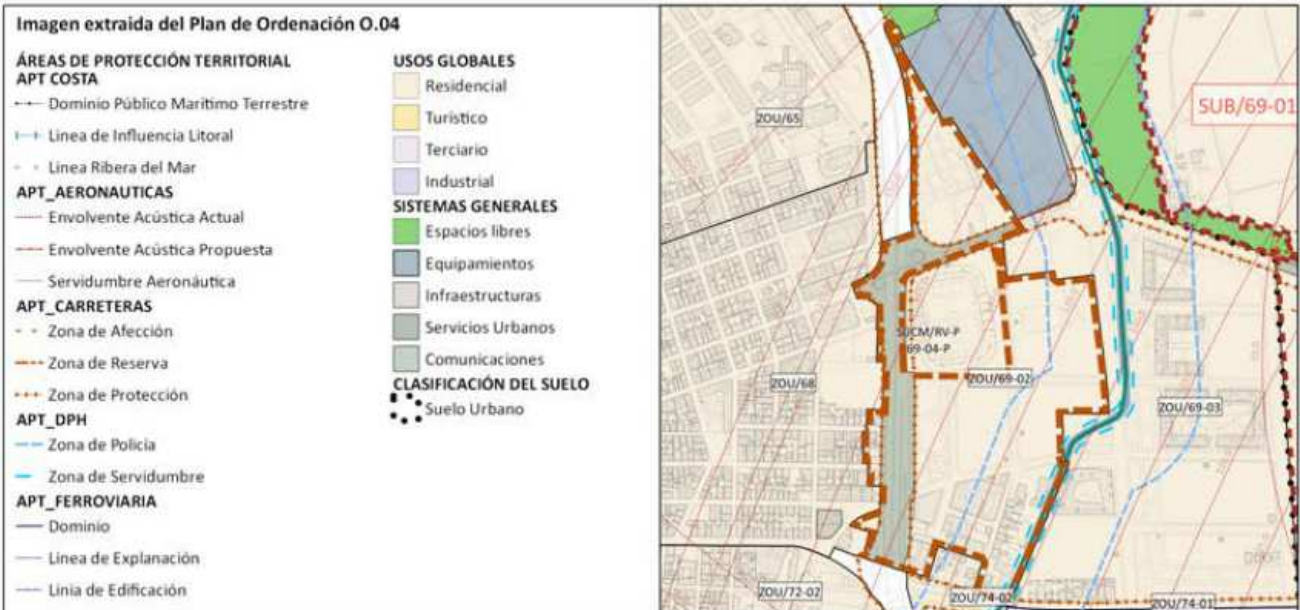 Imagen extraida del Plan de Ordenación O.04
ÁREAS DE PROTECCIÓN TERRITORIAL
APT COSTA
Dominio Público Marítimo Terrestre
Linea de Influencia Litoral
Linea Ribera del Mar
APT_AERONAUTICAS
Envolvente Acústica Actual
Envolvente Acústica Propuesta
Servidumbre Aeronáutica
APT_CARRETERAS
Zona de Afección
Zona de Reserva
Zona de Protección
APT_DPH
Zona de Policía
Zona de Servidumbre
APT_FERROVIARIA
Dominio
Linea de Explanación
Linia de Edificación
USOS GLOBALES
Residencial
Turístico
Terciario
Industrial
SISTEMAS GENERALES
Espacios libres
Equipamientos
Infraestructuras
Servicios Urbanos
Comunicaciones
CLASIFICACIÓN DEL SUELO
Suelo Urbano
SUB/69-01
ZOU/65
SUCM/RV-P
69-04-P
ZOU/68
ZOU/69-02
ZOU/69-03
ZOU/72-02
ZOU/74-02
ZOU/74-01